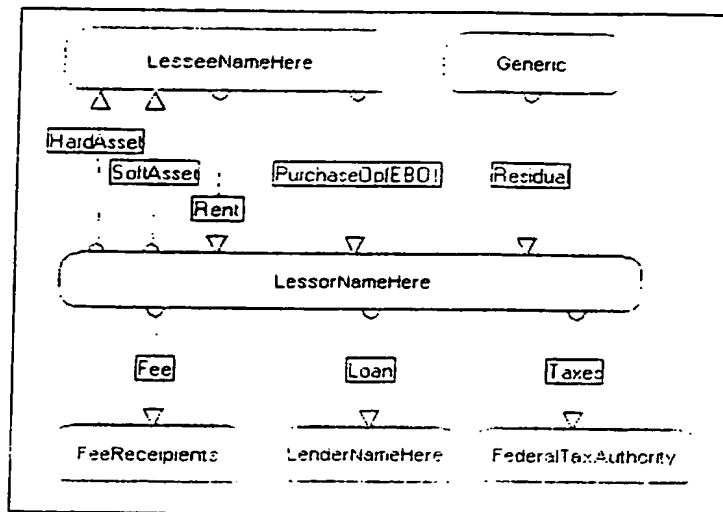 LesseeNameHere
Generic
HardAsset
SoftAsset
PurchaseOp(EBO)
Residual
Rent
LessorNameHere
Fee
Loan
Taxes
FeeReceipients
LenderNameHere
FederalTaxAuthority